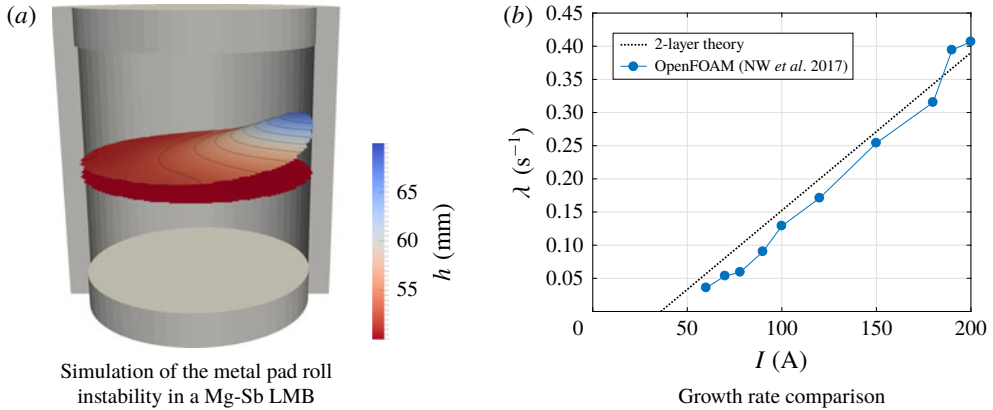 (a)
65
60
55
h (mm)
Simulation of the metal pad roll
instability in a Mg-Sb LMB
(b)
0.45
0.40
0.35
0.30
0.25
0.20
0.15
0.10
0.05
0
λ (s⁻¹)
2-layer theory
OpenFOAM (NW et al. 2017)
50
100
150
200
I (A)
Growth rate comparison